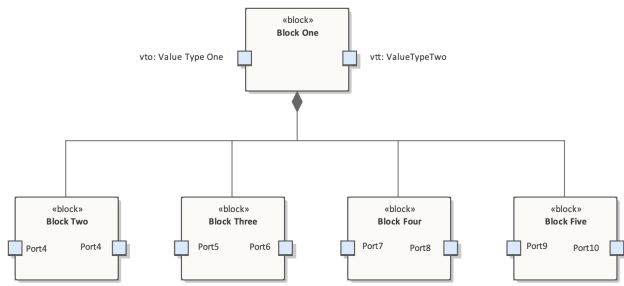 «block»
Block One
vto: Value Type One
vtt: ValueTypeTwo
«block»
Block Two
Port4
Port4
«block»
Block Three
Port5
Port6
«block»
Block Four
Port7
Port8
«block»
Block Five
Port9
Port10